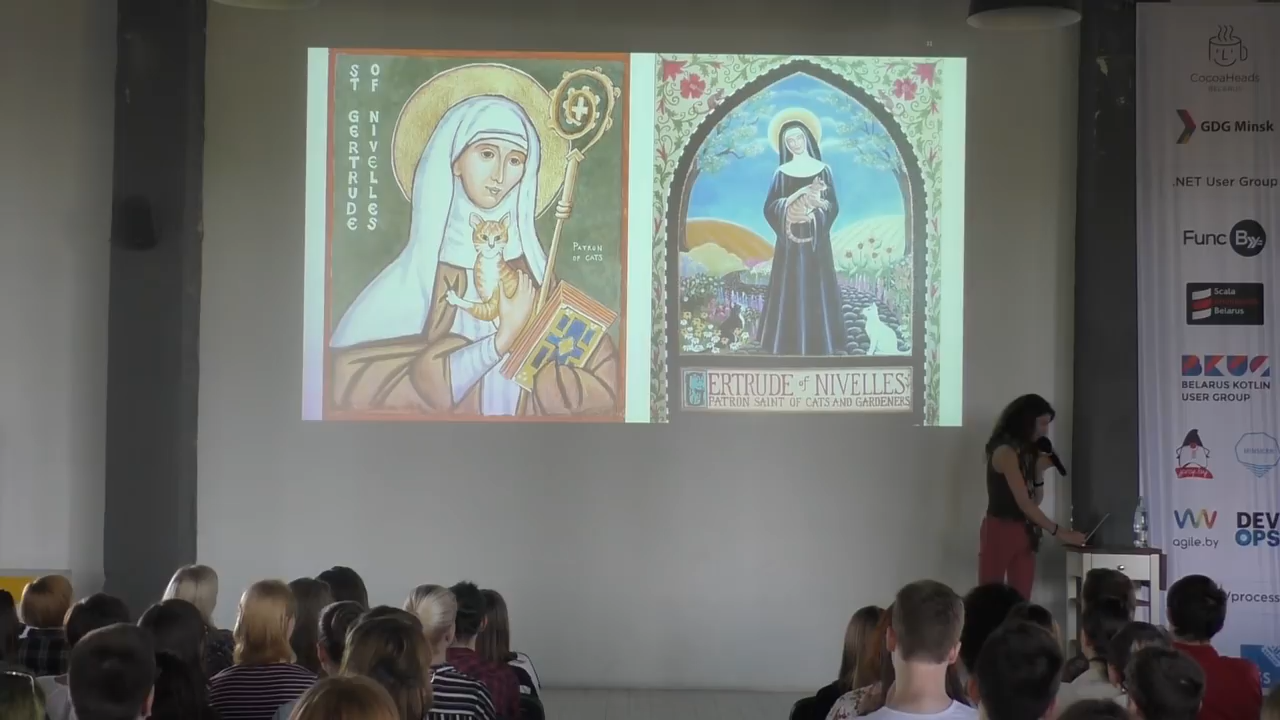 ST
OF
GERTRUDE
NIVELLES
PATRON
OF CATS
GERTRUDE of NIVELLES
PATRON SAINT OF CATS AND GARDENERS
CocoaHeads
BELARUS
GDG Minsk
.NET User Group
Func By
Scala
Belarus
BKUG
BELARUS KOTLIN
USER GROUP
agile.by
DEV
OPS
/process